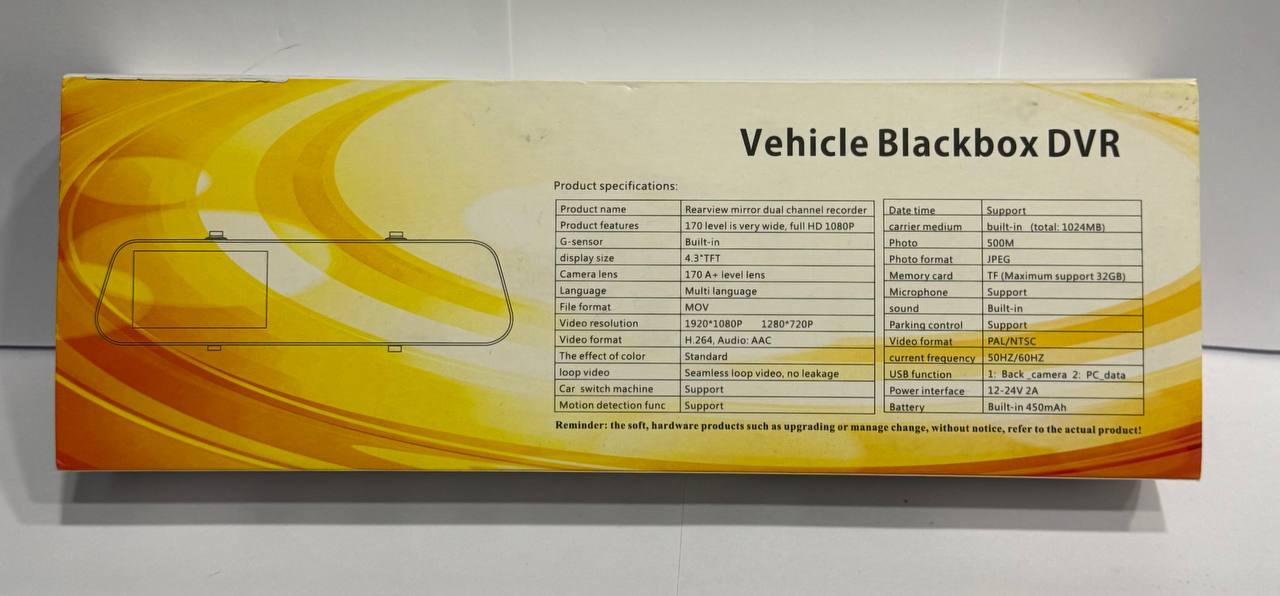 Vehicle Blackbox DVR
Product specifications:
Product name Rearview mirror dual channel recorder
Product features 170 level is very wide, full HD 1080P
G-sensor Built-in
display size 4.3"TFT
Camera lens 170 A+ level lens
Language Multi language
File format MOV
Video resolution 1920*1080P 1280*720P
Video format H.264, Audio: AAC
The effect of color Standard
loop video Seamless loop video, no leakage
Car switch machine Support
Motion detection func Support
Date time Support
carrier medium built-in (total: 1024MB)
Photo 500M
Photo format JPEG
Memory card TF (Maximum support 32GB)
Microphone Support
sound Built-in
Parking control Support
Video format PAL/NTSC
current frequency 50HZ/60HZ
USB function 1: Back_camera 2: PC_data
Power interface 12-24V 2A
Battery Built-in 450mAh
Reminder: the soft, hardware products such as upgrading or manage change, without notice, refer to the actual product!